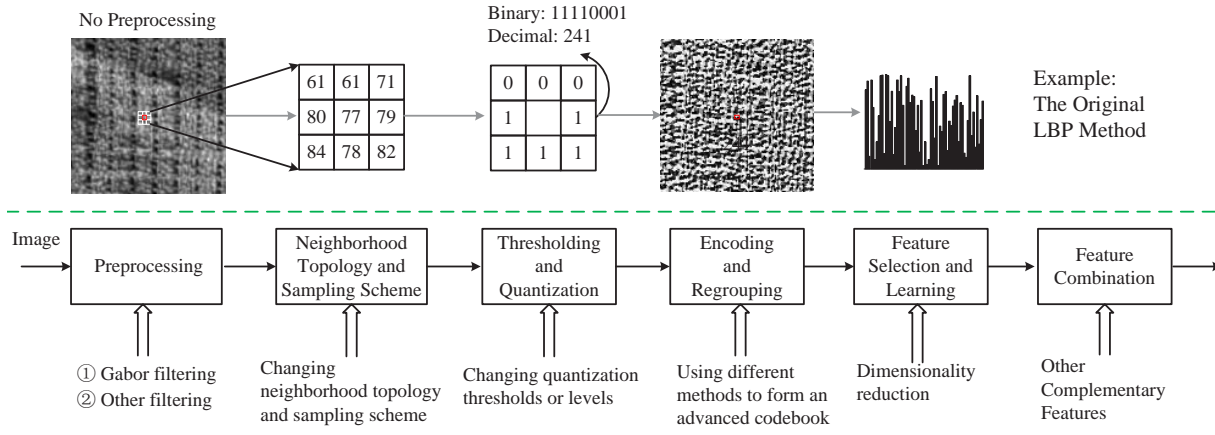 No Preprocessing
Binary: 11110001
Decimal: 241
61 61 71
80 77 79
84 78 82
0 0 0
1 1
1 1 1
Example:
The Original
LBP Method
Image
Preprocessing
Neighborhood
Topology and
Sampling Scheme
Thresholding
and
Quantization
Encoding
and
Regrouping
Feature
Selection and
Learning
Feature
Combination
① Gabor filtering
② Other filtering
Changing
neighborhood topology
and sampling scheme
Changing quantization
thresholds or levels
Using different
methods to form an
advanced codebook
Dimensionality
reduction
Other
Complementary
Features